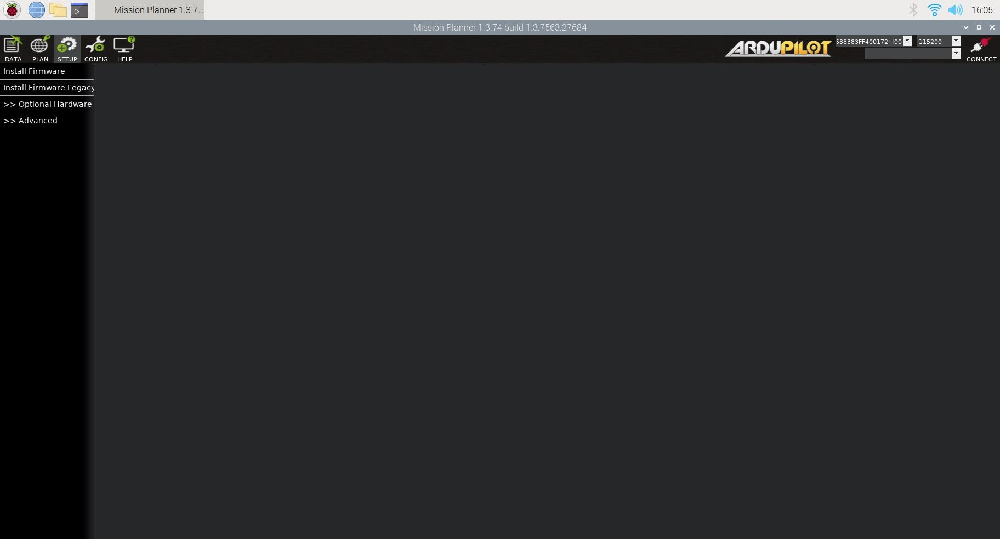 Mission Planner 1.3.7...
16:05
Mission Planner 1.3.74 build 1.3.7563.27684
DATA
PLAN
SETUP
CONFIG
HELP
ARDUPILOT
538383FF400172-if00
115200
CONNECT
Install Firmware
Install Firmware Legacy
>> Optional Hardware
>> Advanced